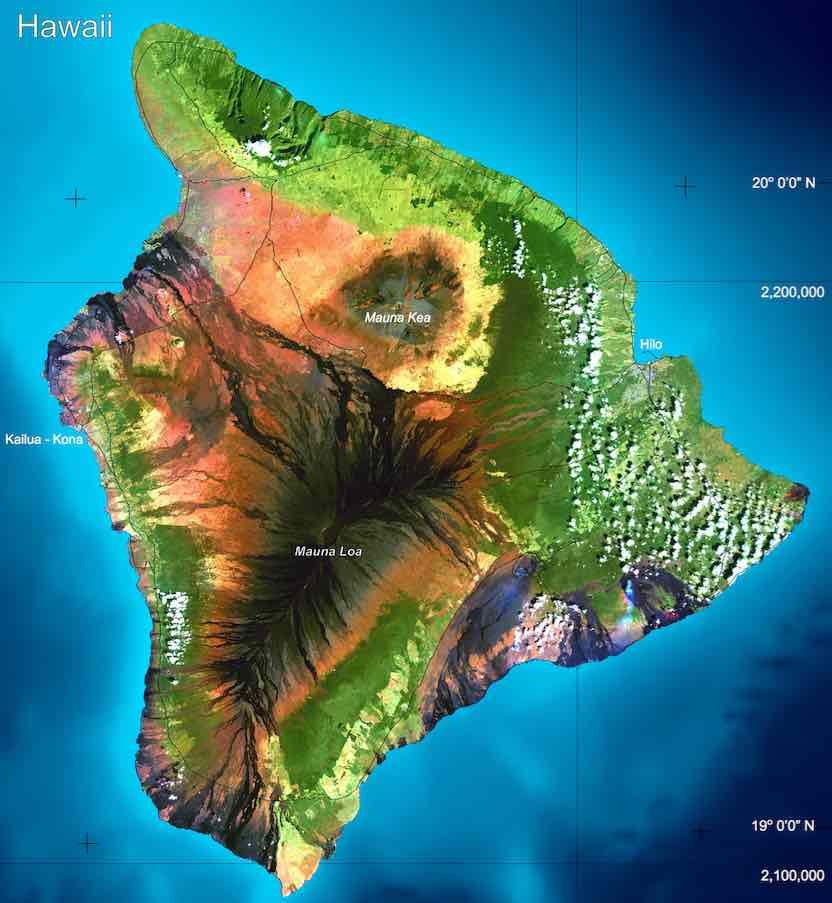 Hawaii
20° 0'0" N
2,200,000
Mauna Kea
Hilo
Kailua - Kona
Mauna Loa
19° 0'0" N
2,100,000